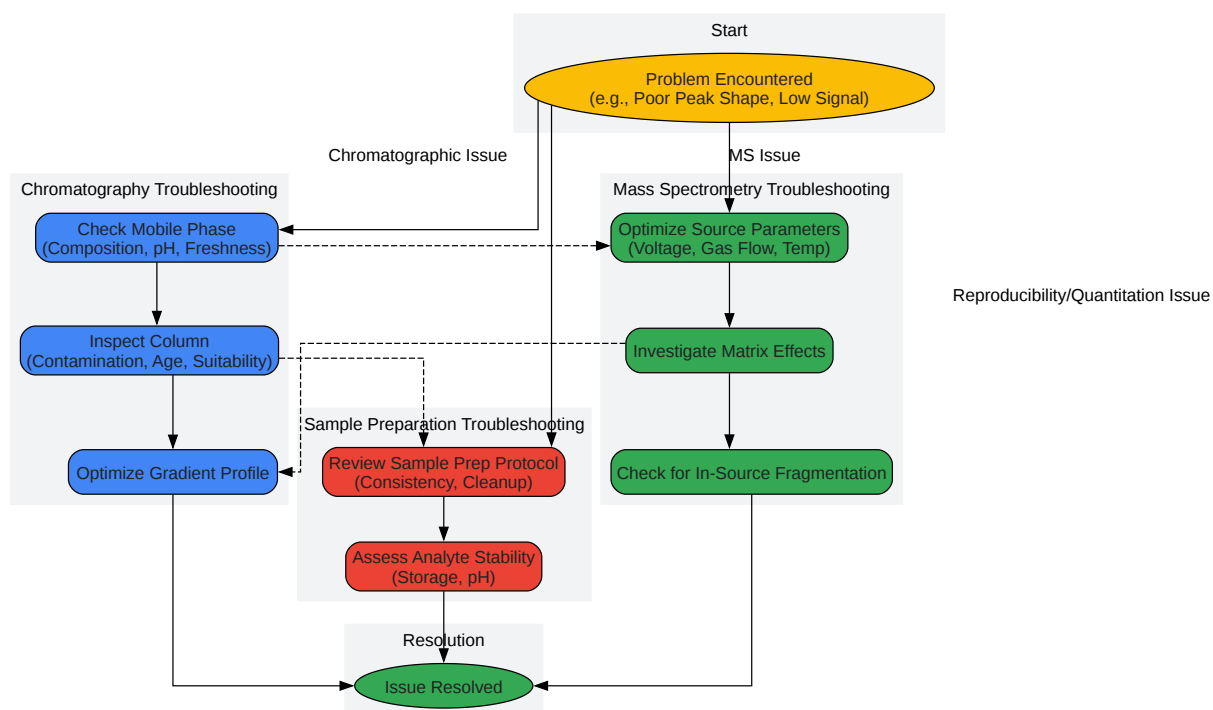 Start
Problem Encountered
(e.g., Poor Peak Shape, Low Signal)
Chromatographic Issue
MS Issue
Reproducibility/Quantitation Issue
Chromatography Troubleshooting
Check Mobile Phase
(Composition, pH, Freshness)
Inspect Column
(Contamination, Age, Suitability)
Optimize Gradient Profile
Mass Spectrometry Troubleshooting
Optimize Source Parameters
(Voltage, Gas Flow, Temp)
Investigate Matrix Effects
Check for In-Source Fragmentation
Sample Preparation Troubleshooting
Review Sample Prep Protocol
(Consistency, Cleanup)
Assess Analyte Stability
(Storage, pH)
Resolution
Issue Resolved